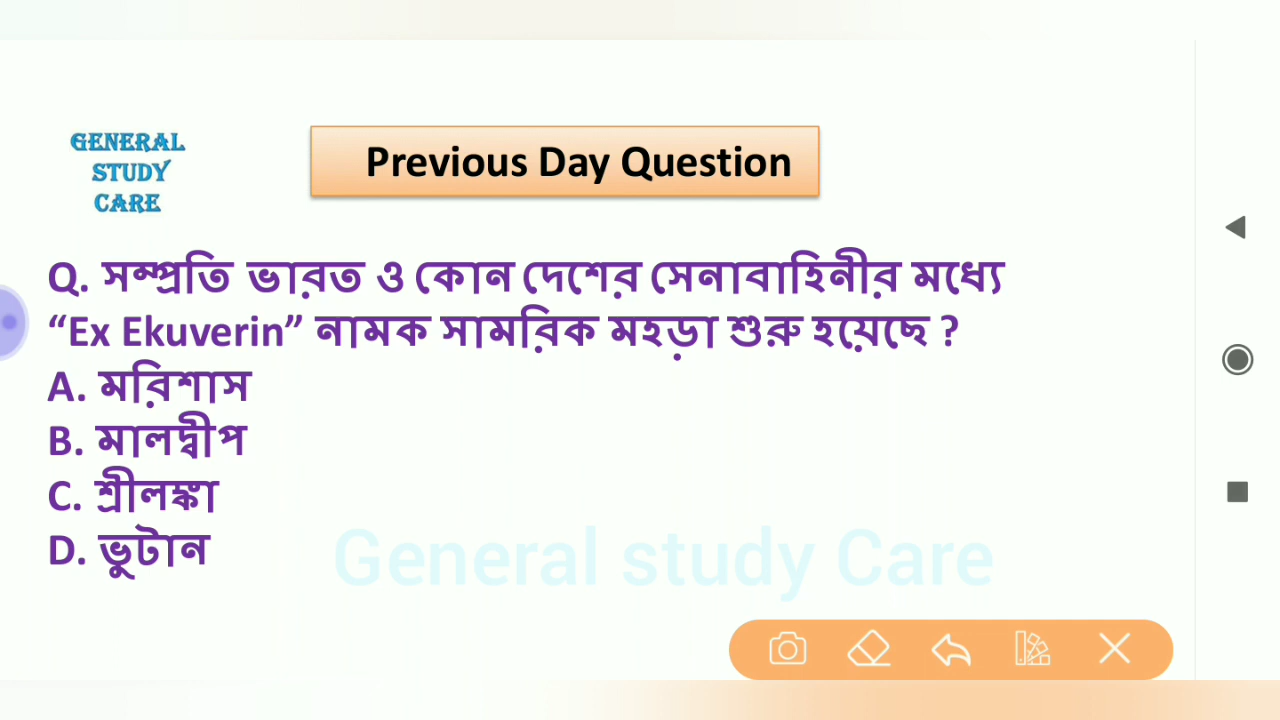 GENERAL
STUDY
CARE
Previous Day Question
Q. সম্প্রতি ভারত ও কোন দেশের সেনাবাহিনীর মধ্যে
“Ex Ekuverin” নামক সামরিক মহড়া শুরু হয়েছে ?
A. মরিশাস
B. মালদ্বীপ
C. শ্রীলঙ্কা
D. ভুটান
General study Care